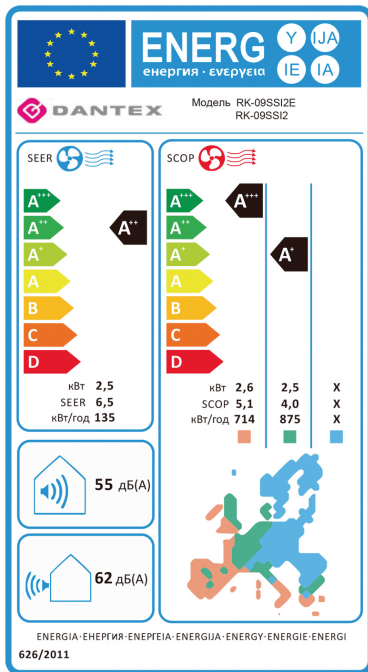 ENERG
енергия · ενεργεια
Y IJA
IE IA
DANTEX
Модель RK-09SSI2E
RK-09SSI2
SEER
A+++
A++
A+
A
B
C
D
A++
кВт 2,5
SEER 6,5
кВт/год 135
SCOP
A+++
A++
A+
A
B
C
D
A+++
A+
кВт 2,6 2,5 X
SCOP 5,1 4,0 X
кВт/год 714 875 X
55 дБ(A)
62 дБ(A)
ENERGIA·ЕНЕРГИЯ·ΕΝΕΡΓΕΙΑ·ENERGIJA·ENERGY·ENERGIE·ENERGI
626/2011